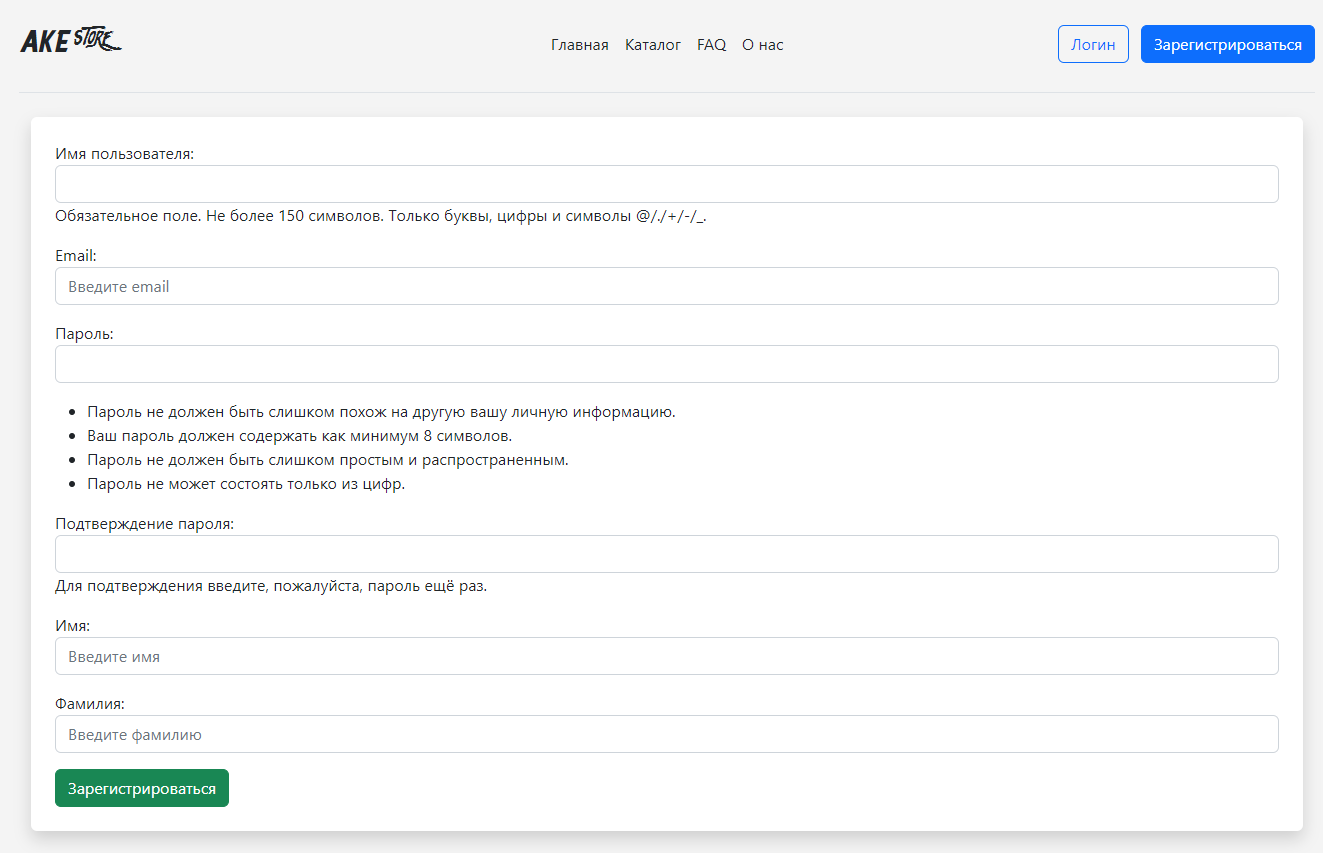 AKE STORE
Главная Каталог FAQ О нас
Логин Зарегистрироваться
Имя пользователя:
Обязательное поле. Не более 150 символов. Только буквы, цифры и символы @/./+/-/_.
Email:
Введите email
Пароль:
Пароль не должен быть слишком похож на другую вашу личную информацию.
Ваш пароль должен содержать как минимум 8 символов.
Пароль не должен быть слишком простым и распространенным.
Пароль не может состоять только из цифр.
Подтверждение пароля:
Для подтверждения введите, пожалуйста, пароль ещё раз.
Имя:
Введите имя
Фамилия:
Введите фамилию
Зарегистрироваться